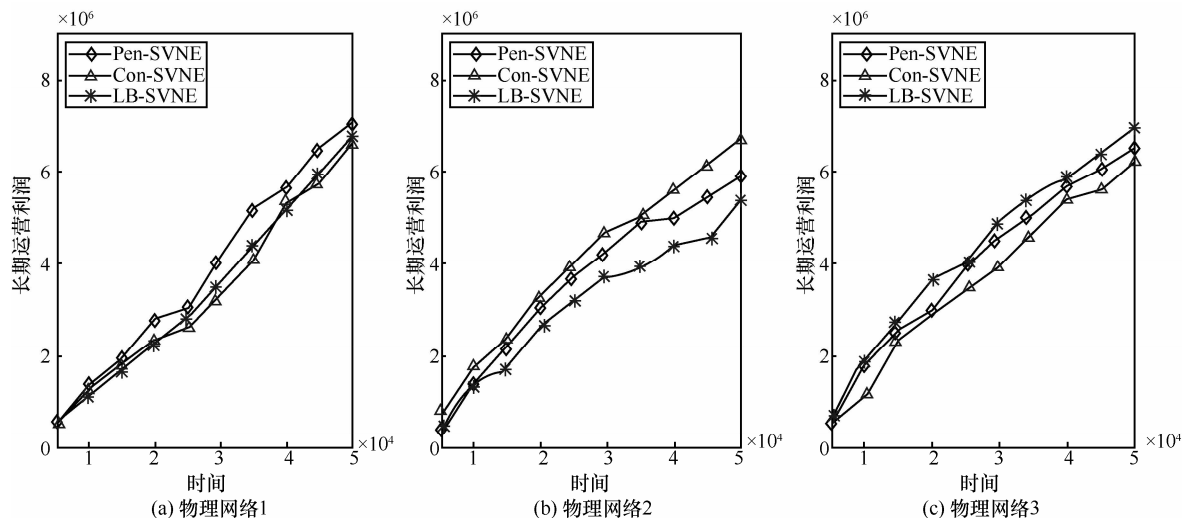 ×10⁶
Pen-SVNE
Con-SVNE
LB-SVNE
8
6
4
2
0
长期运营利润
1 2 3 4 5
×10⁴
时间
(a) 物理网络1
×10⁶
Pen-SVNE
Con-SVNE
LB-SVNE
8
6
4
2
0
长期运营利润
1 2 3 4 5
×10⁴
时间
(b) 物理网络2
×10⁶
Pen-SVNE
Con-SVNE
LB-SVNE
8
6
4
2
0
长期运营利润
1 2 3 4 5
×10⁴
时间
(c) 物理网络3